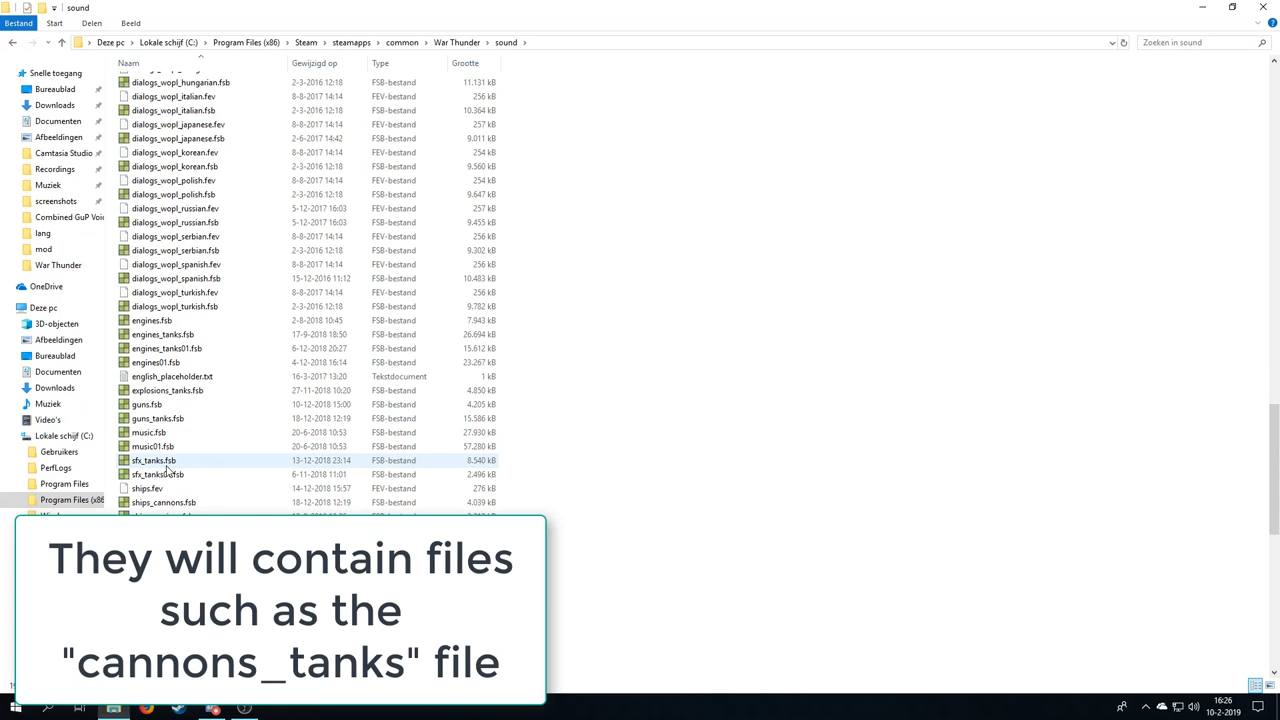 sound
Bestand Start Delen Beeld
Deze pc Lokale schijf (C:) Program Files (x86) Steam steamapps common War Thunder sound
Zoeken in sound
Naam Gewijzigd op Type Grootte
Snelle toegang
Bureaublad
Downloads
Documenten
Afbeeldingen
Camtasia Studio
Recordings
Muziek
screenshots
Combined GuP Voi
lang
mod
War Thunder
OneDrive
Deze pc
3D-objecten
Afbeeldingen
Bureaublad
Documenten
Downloads
Muziek
Video's
Lokale schijf (C:)
Gebruikers
PerfLogs
Program Files
Program Files (x86
dialogs_wopl_hungarian.fsb 2-3-2016 12:18 FSB-bestand 11.131 kB
dialogs_wopl_italian.fev 8-8-2017 14:14 FEV-bestand 256 kB
dialogs_wopl_italian.fsb 2-3-2016 12:18 FSB-bestand 10.364 kB
dialogs_wopl_japanese.fev 8-8-2017 14:14 FEV-bestand 257 kB
dialogs_wopl_japanese.fsb 2-6-2017 14:42 FSB-bestand 9.011 kB
dialogs_wopl_korean.fev 8-8-2017 14:14 FEV-bestand 254 kB
dialogs_wopl_korean.fsb 2-3-2016 12:18 FSB-bestand 9.560 kB
dialogs_wopl_polish.fev 8-8-2017 14:14 FEV-bestand 254 kB
dialogs_wopl_polish.fsb 2-3-2016 12:18 FSB-bestand 9.647 kB
dialogs_wopl_russian.fev 5-12-2017 16:03 FEV-bestand 257 kB
dialogs_wopl_russian.fsb 5-12-2017 16:03 FSB-bestand 9.455 kB
dialogs_wopl_serbian.fev 8-8-2017 14:14 FEV-bestand 256 kB
dialogs_wopl_serbian.fsb 2-3-2016 12:18 FSB-bestand 9.302 kB
dialogs_wopl_spanish.fev 8-8-2017 14:14 FEV-bestand 256 kB
dialogs_wopl_spanish.fsb 15-12-2016 11:12 FSB-bestand 10.483 kB
dialogs_wopl_turkish.fev 8-8-2017 14:14 FEV-bestand 256 kB
dialogs_wopl_turkish.fsb 2-3-2016 12:18 FSB-bestand 9.782 kB
engines.fsb 2-8-2018 10:45 FSB-bestand 7.943 kB
engines_tanks.fsb 17-9-2018 18:50 FSB-bestand 26.694 kB
engines_tanks01.fsb 6-12-2018 20:27 FSB-bestand 15.612 kB
engines01.fsb 4-12-2018 16:14 FSB-bestand 23.267 kB
english_placeholder.txt 16-3-2017 13:20 Tekstdocument 1 kB
explosions_tanks.fsb 27-11-2018 10:20 FSB-bestand 4.850 kB
guns.fsb 10-12-2018 15:00 FSB-bestand 4.205 kB
guns_tanks.fsb 18-12-2018 12:19 FSB-bestand 15.586 kB
music.fsb 20-6-2018 10:53 FSB-bestand 27.930 kB
music01.fsb 20-6-2018 10:53 FSB-bestand 57.280 kB
sfx_tanks.fsb 13-12-2018 23:14 FSB-bestand 8.540 kB
6-11-2018 11:01 FSB-bestand 2.496 kB
ships.fev 14-12-2018 15:57 FEV-bestand 276 kB
ships_cannons.fsb 18-12-2018 12:19 FSB-bestand 4.039 kB
They will contain files
such as the
"cannons_tanks" file
16:26
10-2-2019